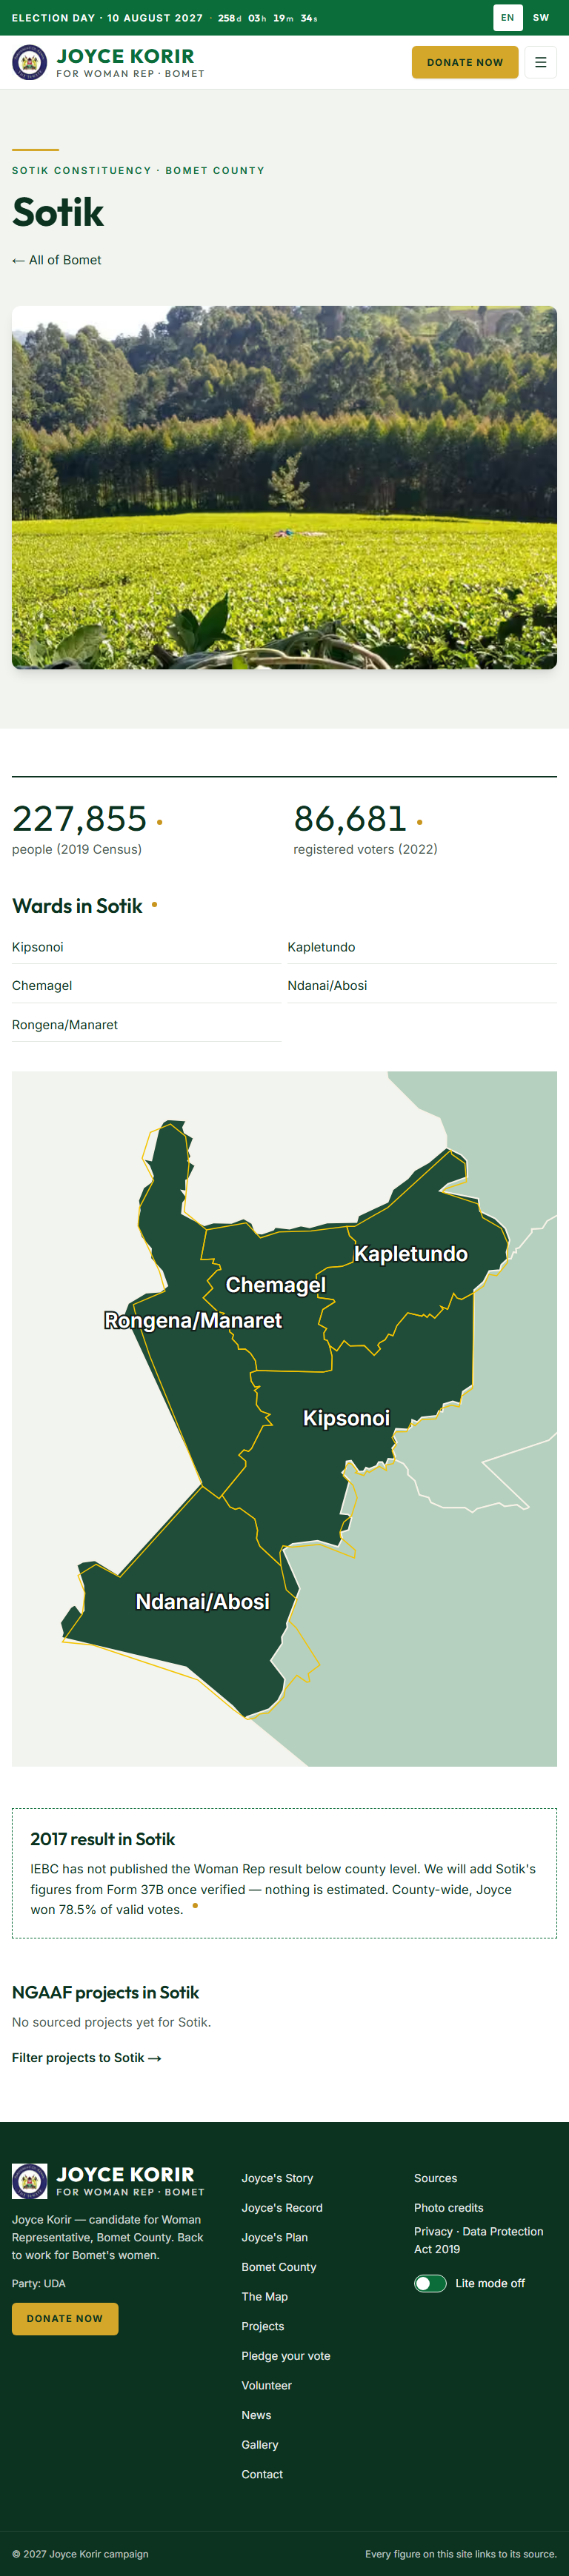 ELECTION DAY · 10 AUGUST 2027 · 258d 03h 19m 34s
EN SW
JOYCE KORIR
FOR WOMAN REP · BOMET
DONATE NOW
SOTIK CONSTITUENCY · BOMET COUNTY
Sotik
← All of Bomet
227,855
people (2019 Census)
86,681
registered voters (2022)
Wards in Sotik
Kipsonoi
Kapletundo
Chemagel
Ndanai/Abosi
Rongena/Manaret
Kapletundo
Chemagel
Rongena/Manaret
Kipsonoi
Ndanai/Abosi
2017 result in Sotik
IEBC has not published the Woman Rep result below county level. We will add Sotik's
figures from Form 37B once verified — nothing is estimated. County-wide, Joyce
won 78.5% of valid votes.
NGAAF projects in Sotik
No sourced projects yet for Sotik.
Filter projects to Sotik →
JOYCE KORIR
FOR WOMAN REP · BOMET
Joyce Korir — candidate for Woman
Representative, Bomet County. Back
to work for Bomet's women.
Party: UDA
DONATE NOW
Joyce's Story
Joyce's Record
Joyce's Plan
Bomet County
The Map
Projects
Pledge your vote
Volunteer
News
Gallery
Contact
Sources
Photo credits
Privacy · Data Protection
Act 2019
Lite mode off
© 2027 Joyce Korir campaign
Every figure on this site links to its source.